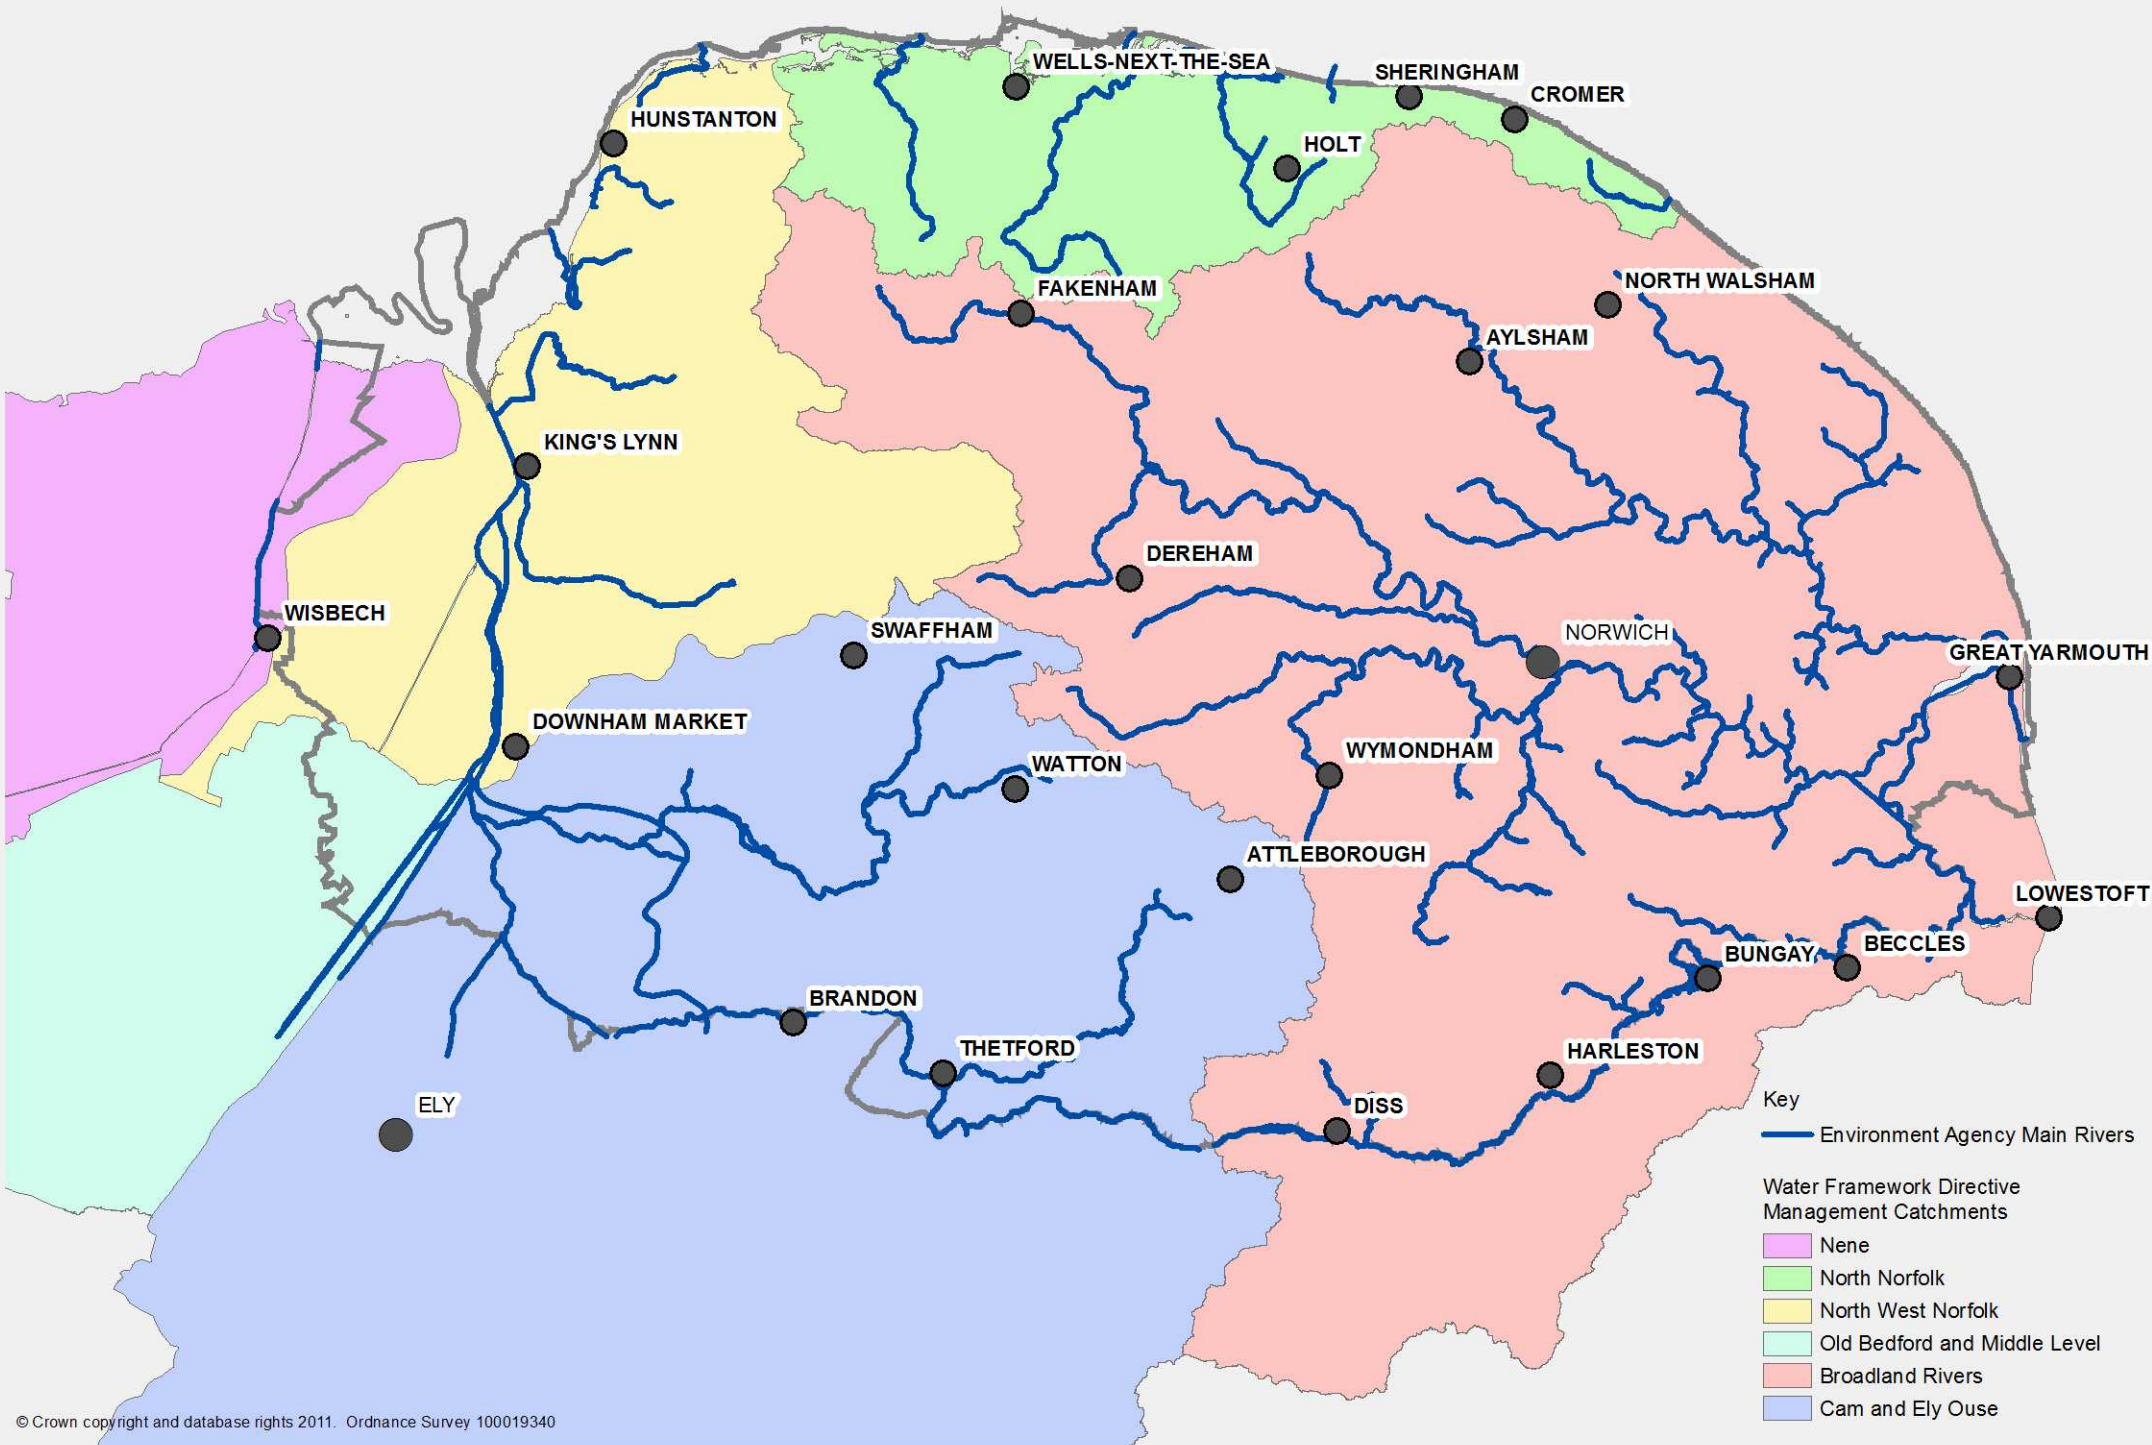 WELLS-NEXT-THE-SEA
SHERINGHAM
CROMER
HUNSTANTON
HOLT
NORTH WALSHAM
FAKENHAM
AYLSHAM
KING'S LYNN
DEREHAM
WISBECH
SWAFFHAM
NORWICH
GREAT YARMOUTH
DOWNHAM MARKET
WYMONDHAM
WATTON
ATTLEBOROUGH
LOWESTOFT
BECCLES
BUNGAY
BRANDON
THETFORD
HARLESTON
ELY
DISS
Key
Environment Agency Main Rivers
Water Framework Directive
Management Catchments
Nene
North Norfolk
North West Norfolk
Old Bedford and Middle Level
Broadland Rivers
Cam and Ely Ouse
© Crown copyright and database rights 2011. Ordnance Survey 100019340